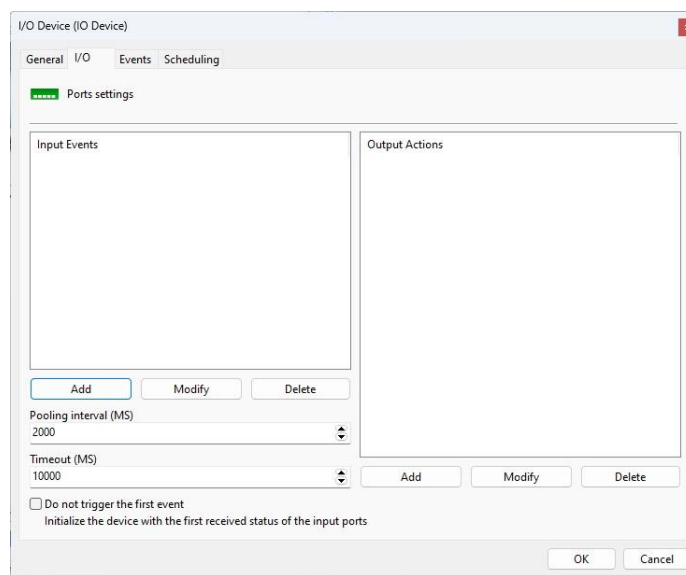 I/O Device (IO Device)
General I/O Events Scheduling
Ports settings
Input Events
Output Actions
Add Modify Delete
Pooling interval (MS)
2000
Timeout (MS)
10000
Add Modify Delete
Do not trigger the first event
Initialize the device with the first received status of the input ports
OK Cancel